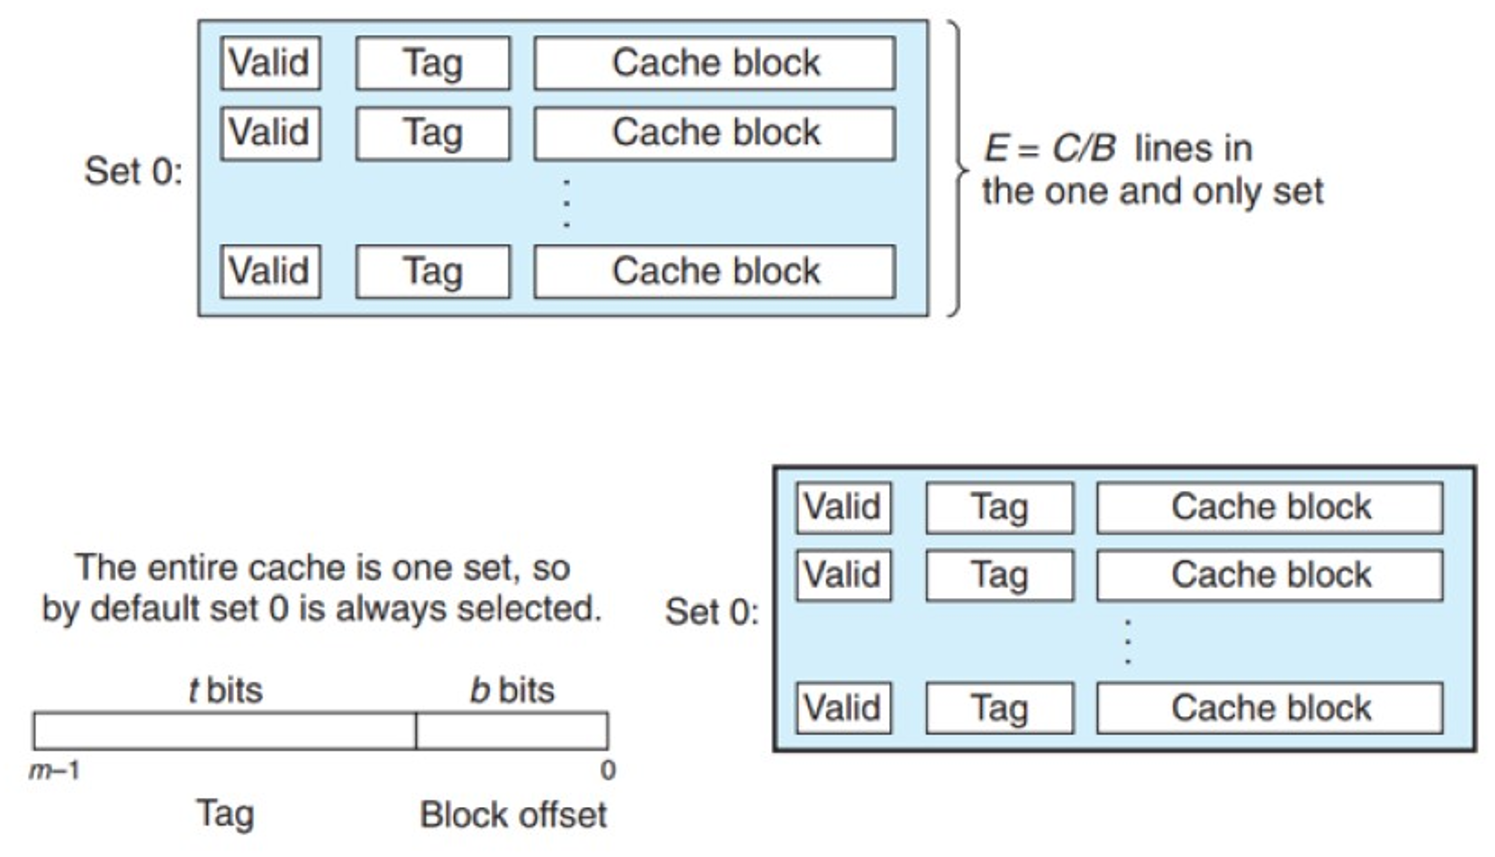 Valid Tag Cache block
Valid Tag Cache block
Set 0:
Valid Tag Cache block
E = C/B lines in
the one and only set
The entire cache is one set, so
by default set 0 is always selected.
t bits b bits
m–1 0
Tag Block offset
Valid Tag Cache block
Valid Tag Cache block
Set 0:
Valid Tag Cache block